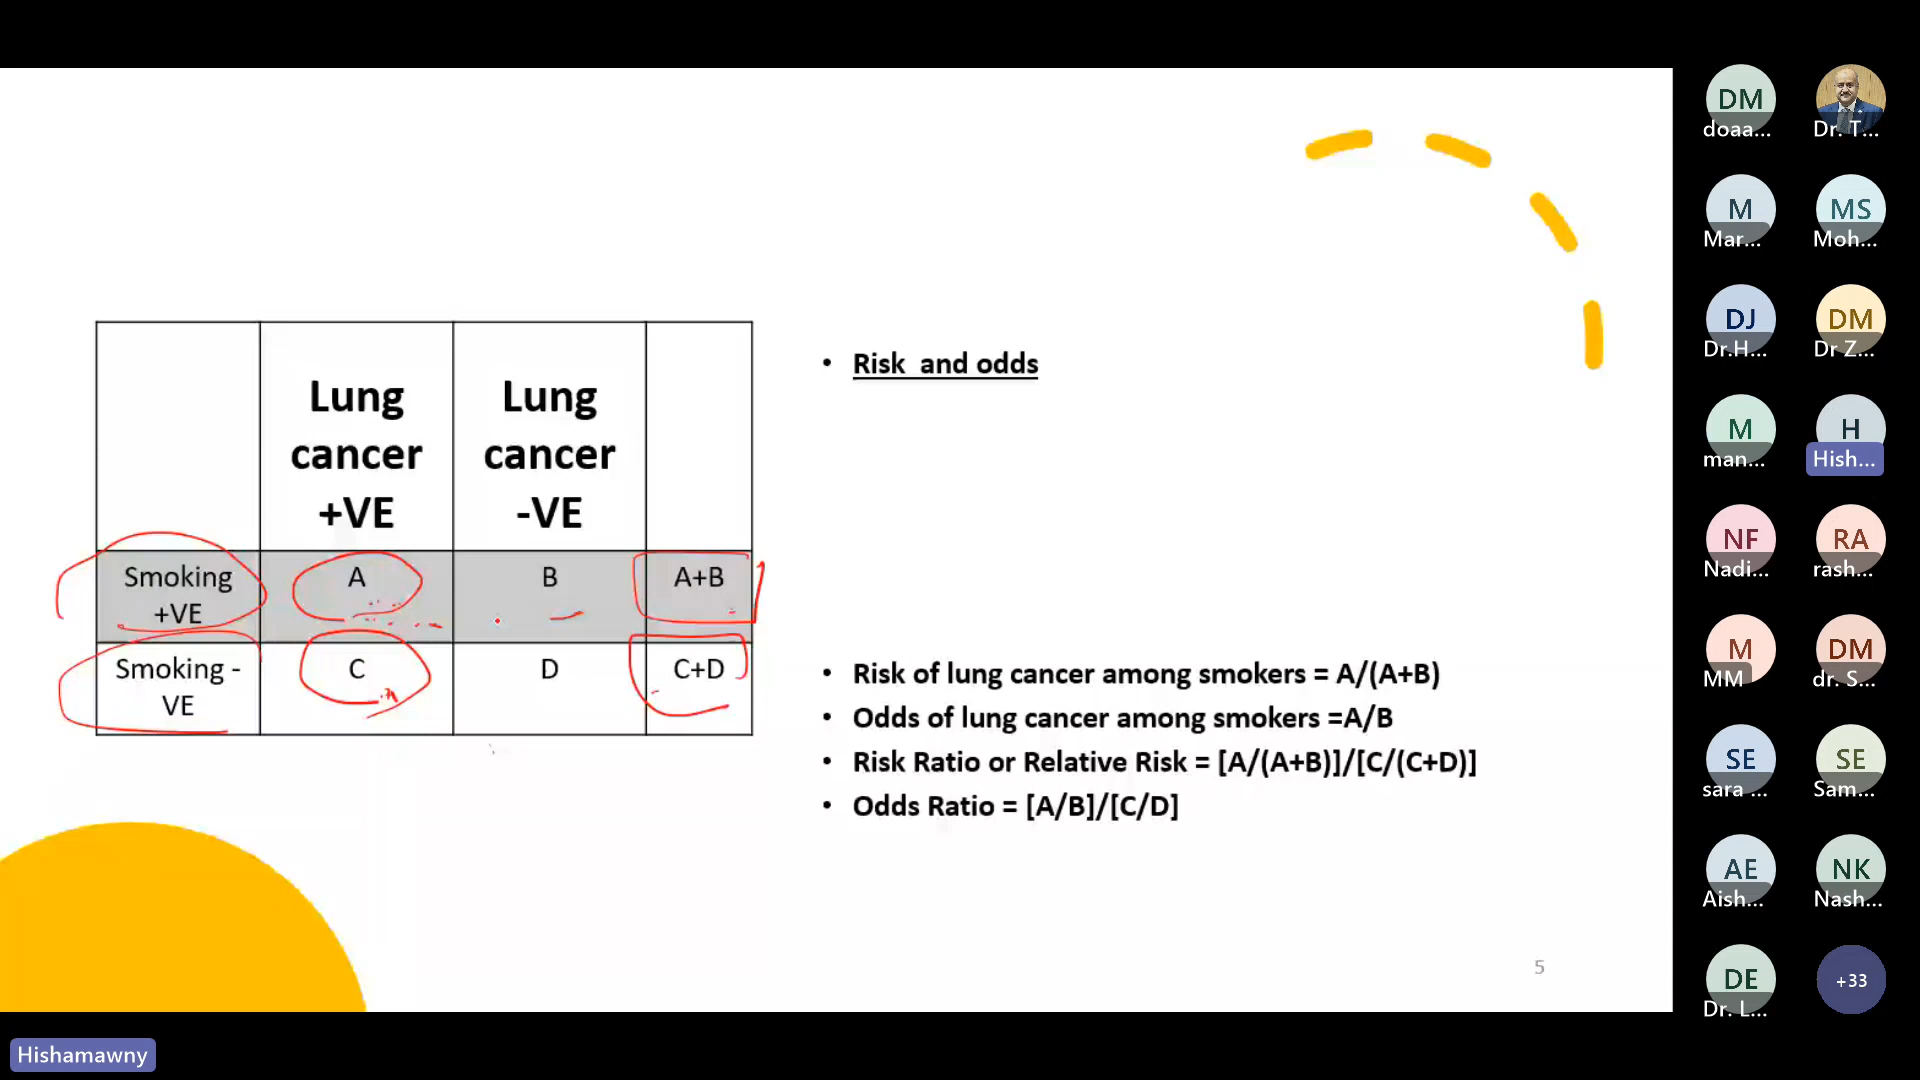 Lung
cancer
+VE
Lung
cancer
-VE
Smoking
+VE
A
B
A+B
Smoking -
VE
C
D
C+D
• Risk  and odds
• Risk of lung cancer among smokers = A/(A+B)
• Odds of lung cancer among smokers =A/B
• Risk Ratio or Relative Risk = [A/(A+B)]/[C/(C+D)]
• Odds Ratio = [A/B]/[C/D]
5
Hishamawny
DM
doaa...
Dr. T...
M
Mar...
MS
Moh...
DJ
Dr.H...
DM
Dr Z...
M
man...
H
Hish...
NF
Nadi...
RA
rash...
M
MM
DM
dr. S...
SE
sara ...
SE
Sam...
AE
Aish...
NK
Nash...
DE
Dr. L...
+33